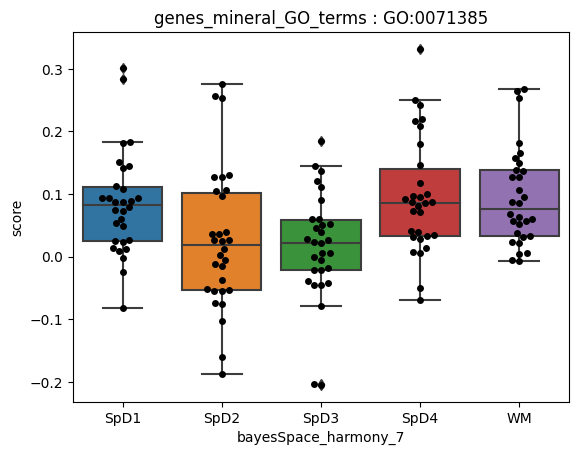 genes_mineral_GO_terms : GO:0071385
score
0.3
0.2
0.1
0.0
−0.1
−0.2
SpD1 SpD2 SpD3 SpD4 WM
bayesSpace_harmony_7